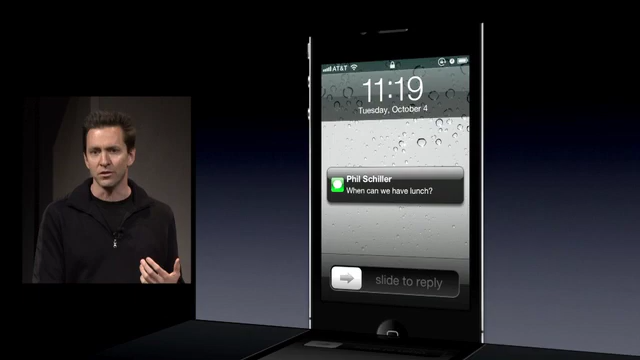 AT&T
11:19
Tuesday, October 4
Phil Schiller
When can we have lunch?
slide to reply